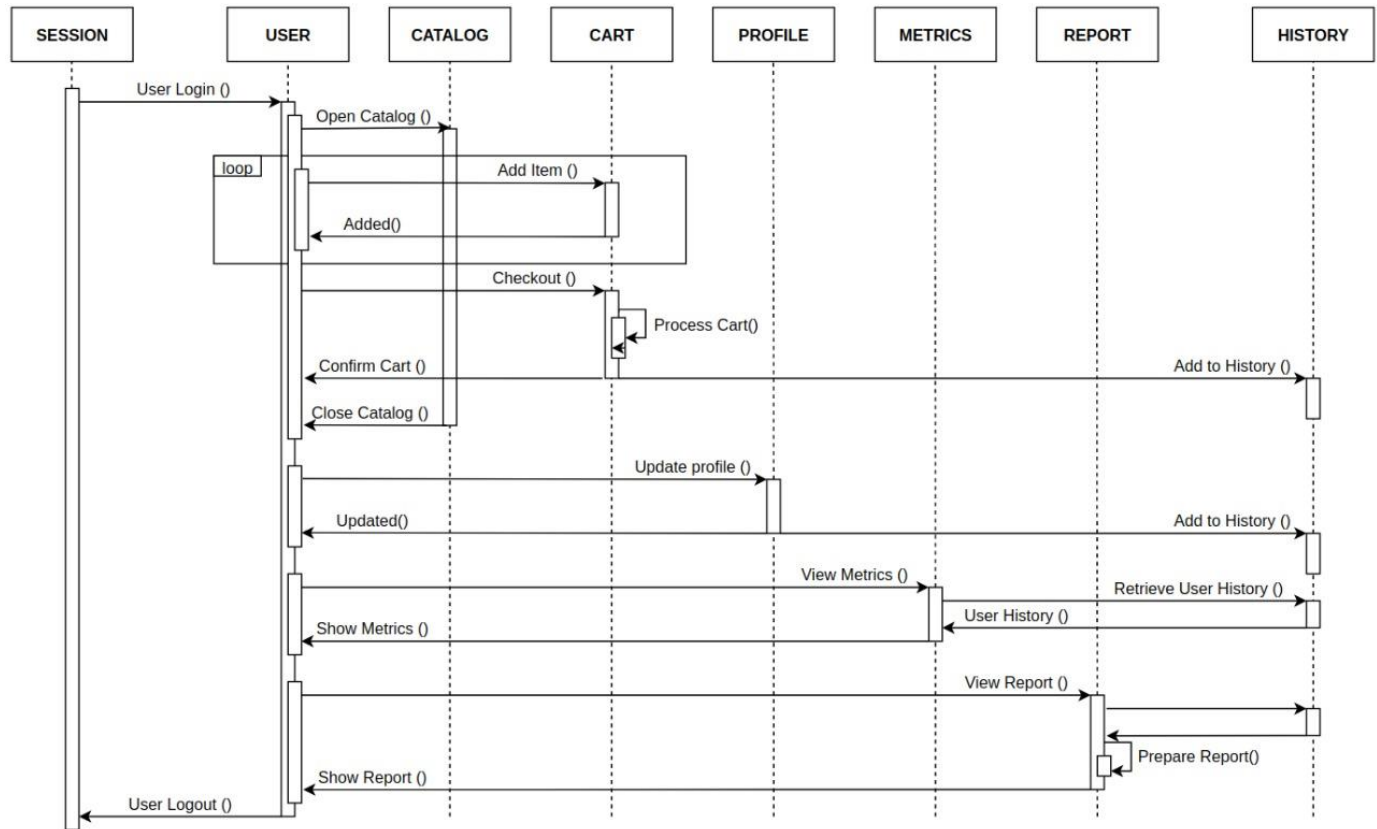 SESSION
USER
CATALOG
CART
PROFILE
METRICS
REPORT
HISTORY
User Login ()
Open Catalog ()
loop
Add Item ()
Added()
Checkout ()
Process Cart()
Confirm Cart ()
Add to History ()
Close Catalog ()
Update profile ()
Updated()
Add to History ()
View Metrics ()
Retrieve User History ()
User History ()
Show Metrics ()
View Report ()
Prepare Report()
Show Report ()
User Logout ()